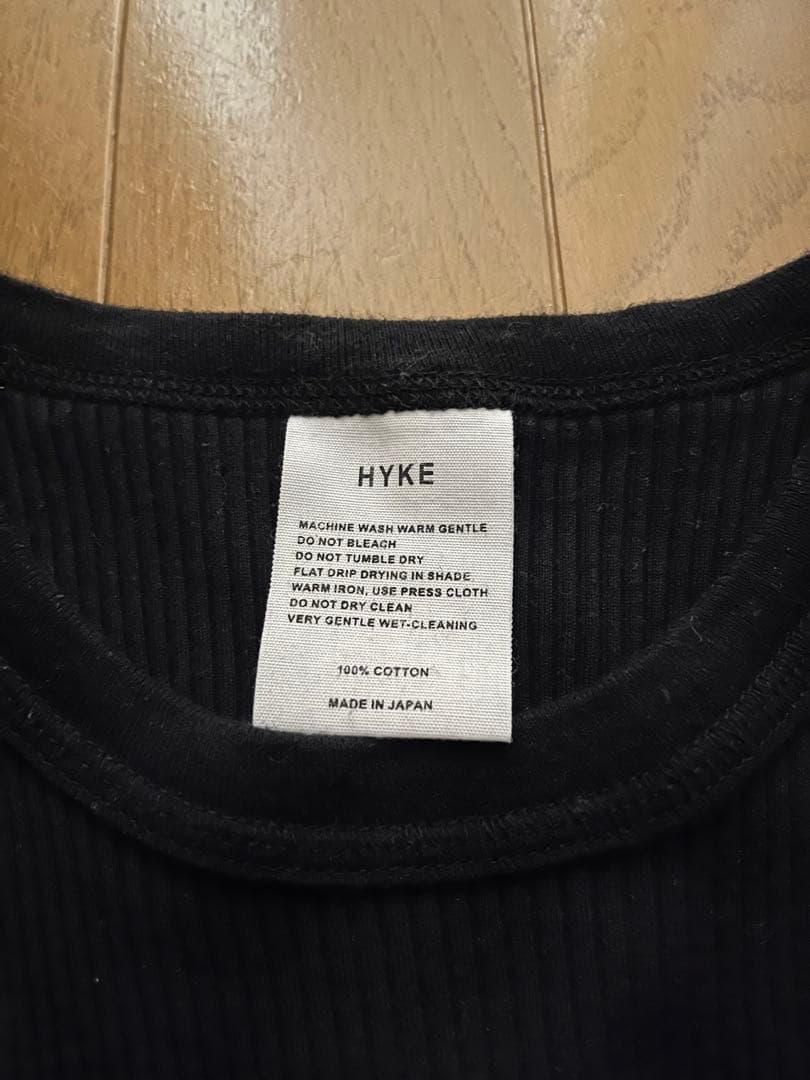 HYKE
MACHINE WASH WARM GENTLE
DO NOT BLEACH
DO NOT TUMBLE DRY
FLAT DRIP DRYING IN SHADE
WARM IRON, USE PRESS CLOTH
DO NOT DRY CLEAN
VERY GENTLE WET-CLEANING
100% COTTON
MADE IN JAPAN